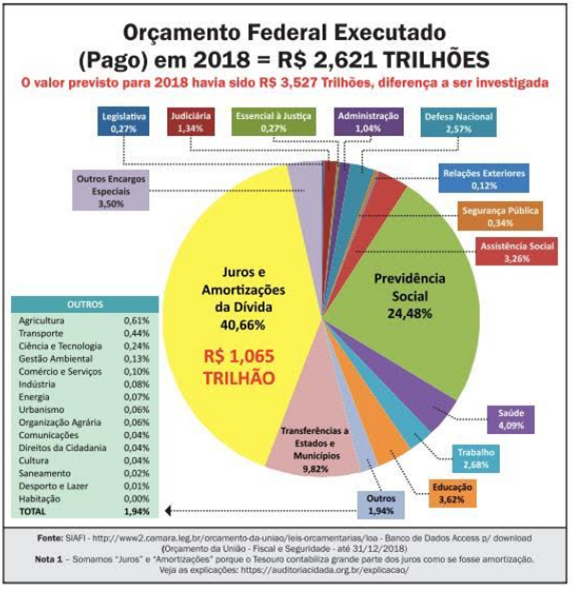 Orçamento Federal Executado
(Pago) em 2018 = R$ 2,621 TRILHÕES
O valor previsto para 2018 havia sido R$ 3,527 Trilhões, diferença a ser investigada
Legislativa
0,27%
Judiciária
1,34%
Essencial à Justiça
0,27%
Administração
1,04%
Defesa Nacional
2,57%
Relações Exteriores
0,12%
Segurança Pública
0,34%
Assistência Social
3,26%
Outros Encargos
Especiais
3,50%
Juros e
Amortizações
da Dívida
40,66%
R$ 1,065
TRILHÃO
Previdência
Social
24,48%
Saúde
4,09%
Trabalho
2,68%
Educação
3,62%
Outros
1,94%
Transferências a
Estados e
Municípios
9,82%
OUTROS
Agricultura 0,61%
Transporte 0,44%
Ciência e Tecnologia 0,24%
Gestão Ambiental 0,13%
Comércio e Serviços 0,10%
Indústria 0,08%
Energia 0,07%
Urbanismo 0,06%
Organização Agrária 0,06%
Comunicações 0,04%
Direitos da Cidadania 0,04%
Cultura 0,04%
Saneamento 0,02%
Desporto e Lazer 0,01%
Habitação 0,00%
TOTAL 1,94%
Fonte: SIAFI - http://www2.camara.leg.br/orcamento-da-uniao/leis-orcamentarias/loa - Banco de Dados Access p/ download
(Orçamento da União - Fiscal e Seguridade - até 31/12/2018)
Nota 1 – Somamos “Juros” e “Amortizações” porque o Tesouro contabiliza grande parte dos juros como se fosse amortização.
Veja as explicações: https://auditoriacidada.org.br/explicacao/